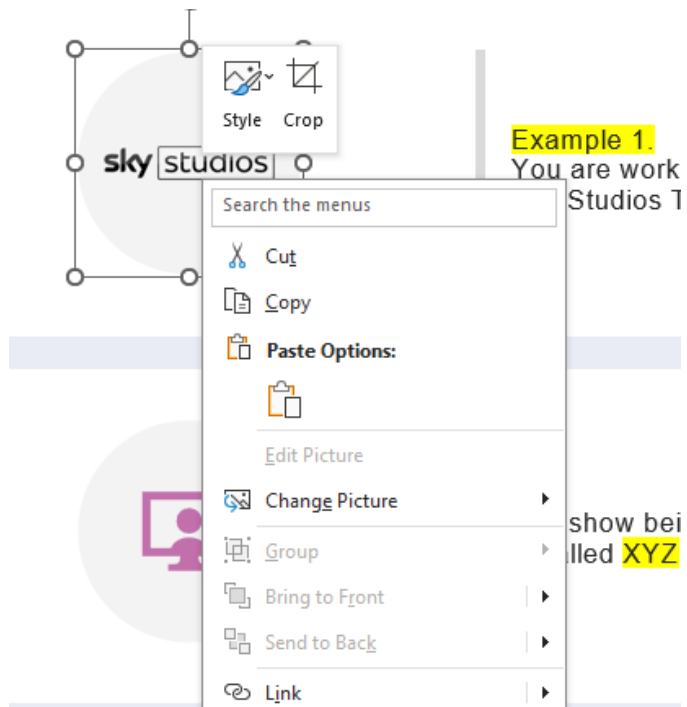 Style Crop
sky studios
Example 1.
You are work
Studios T
Search the menus
Cut
Copy
Paste Options:
Edit Picture
Change Picture
Group
Bring to Front
Send to Back
Link
show bei
lled XYZ